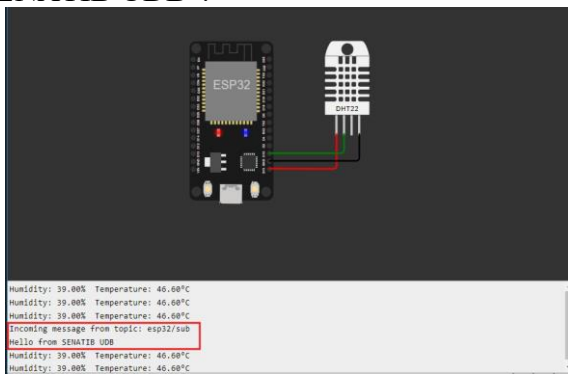 ESP32
DHT22
Humidity: 39.00% Temperature: 46.60°C
Humidity: 39.00% Temperature: 46.60°C
Humidity: 39.00% Temperature: 46.60°C
Incoming message from topic: esp32/sub
Hello from SENATIB UDB
Humidity: 39.00% Temperature: 46.60°C
Humidity: 39.00% Temperature: 46.60°C